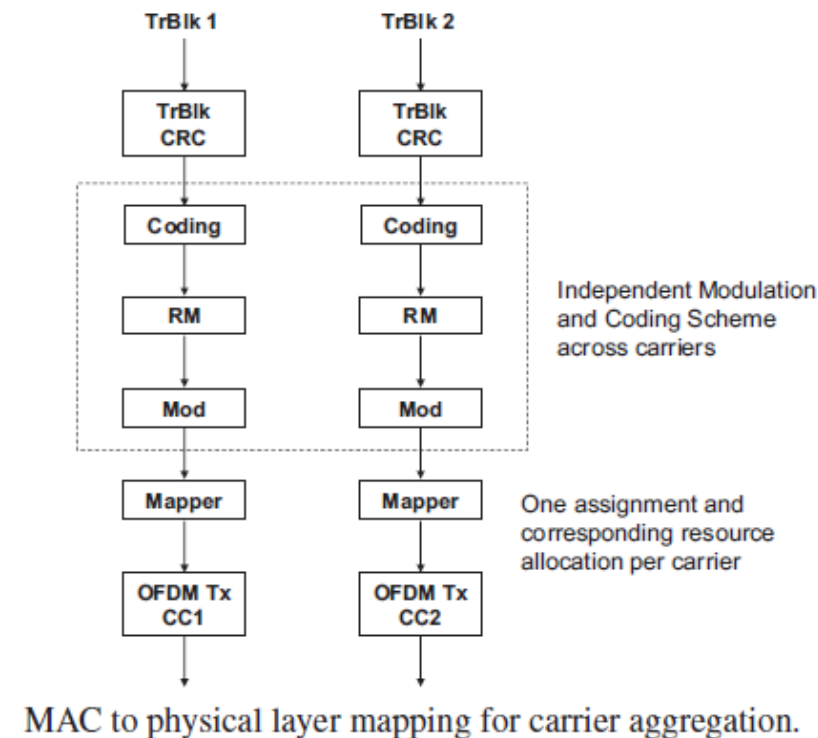 TrBlk 1
TrBlk 2
TrBlk
CRC
TrBlk
CRC
Coding
Coding
RM
RM
Independent Modulation
and Coding Scheme
across carriers
Mod
Mod
Mapper
Mapper
One assignment and
corresponding resource
allocation per carrier
OFDM Tx
CC1
OFDM Tx
CC2
MAC to physical layer mapping for carrier aggregation.